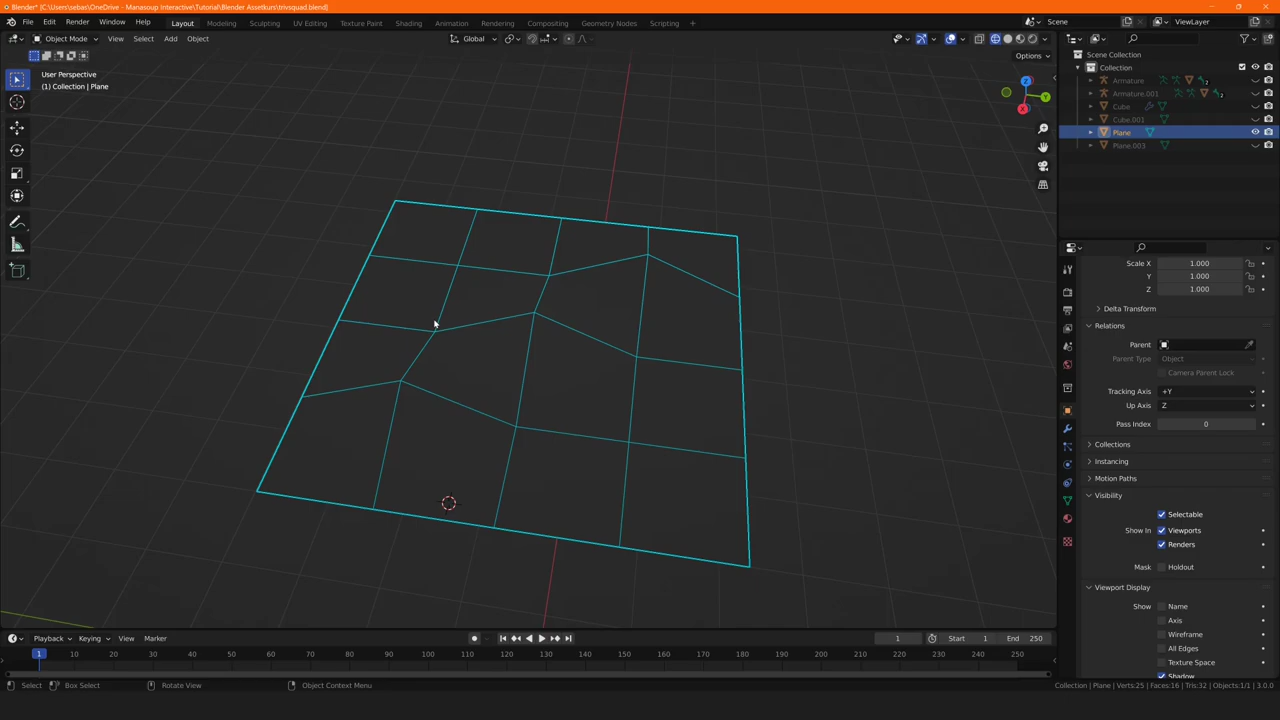 Blender* [C:\Users\sebas\OneDrive - Manasoup Interactive\Tutorial\Blender Assetkurs\trivsquad.blend]
File Edit Render Window Help Layout Modeling Sculpting UV Editing Texture Paint Shading Animation Rendering Compositing Geometry Nodes Scripting + Scene ViewLayer
Object Mode View Select Add Object Global
Options
User Perspective
(1) Collection | Plane
Z
Y
X
Scene Collection
Collection
Armature 2
Armature.001 2
Cube
Cube.001
Plane
Plane.003
Scale X 1.000
Y 1.000
Z 1.000
Delta Transform
Relations
Parent
Parent Type Object
Camera Parent Lock
Tracking Axis +Y
Up Axis Z
Pass Index 0
Collections
Instancing
Motion Paths
Visibility
Selectable
Show In Viewports
Renders
Mask Holdout
Viewport Display
Show Name
Axis
Wireframe
All Edges
Texture Space
Shadow
Playback Keying View Marker 1 Start 1 End 250
1 10 20 30 40 50 60 70 80 90 100 110 120 130 140 150 160 170 180 190 200 210 220 230 240 250
Select Box Select Rotate View Object Context Menu Collection | Plane | Verts:25 | Faces:16 | Tris:32 | Objects:1/1 | 3.0.0